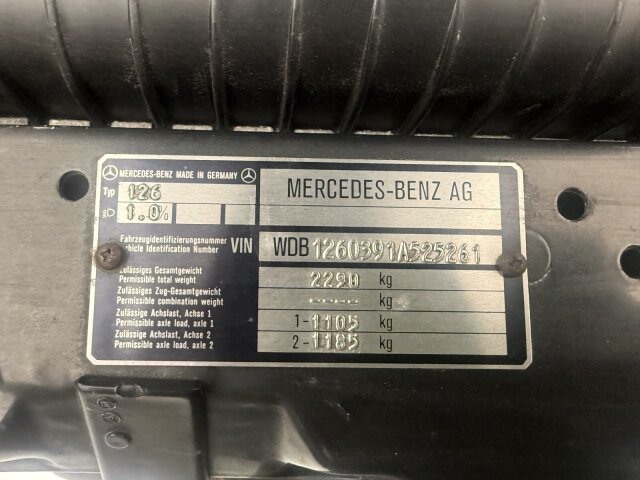 MERCEDES-BENZ MADE IN GERMANY
MERCEDES-BENZ AG
Typ 126
1.0%
Fahrzeugidentifizierungsnummer
Vehicle Identification Number VIN WDB1260391A525261
Zulässiges Gesamtgewicht
Permissible total weight 2290 kg
Zulässiges Zug-Gesamtgewicht
Permissible combination weight ---- kg
Zulässige Achslast, Achse 1
Permissible axle load, axle 1 1-1105 kg
Zulässige Achslast, Achse 2
Permissible axle load, axle 2 2-1185 kg